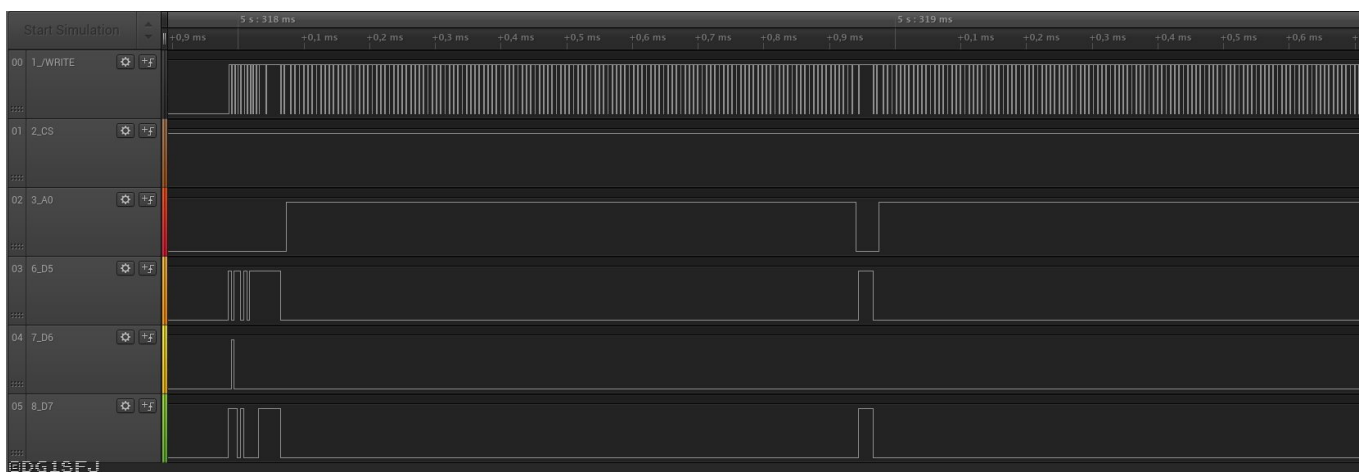 5 s : 318 ms 5 s : 319 ms
Start Simulation
+0,9 ms +0,1 ms +0,2 ms +0,3 ms +0,4 ms +0,5 ms +0,6 ms +0,7 ms +0,8 ms +0,9 ms +0,1 ms +0,2 ms +0,3 ms +0,4 ms +0,5 ms +0,6 ms +
00 1_/WRITE
01 2_CS
02 3_A0
03 6_D5
04 7_D6
05 8_D7
@DG1SFJ